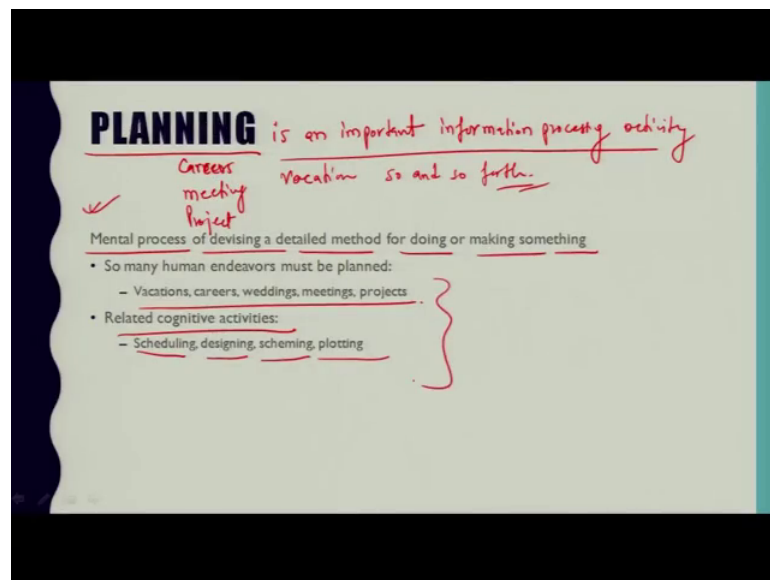 PLANNING is an important information processg activity
Careers vacation so and so forth.
meeting
Project
Mental process of devising a detailed method for doing or making something
• So many human endeavors must be planned:
– Vacations, careers, weddings, meetings, projects
• Related cognitive activities:
– Scheduling, designing, scheming, plotting